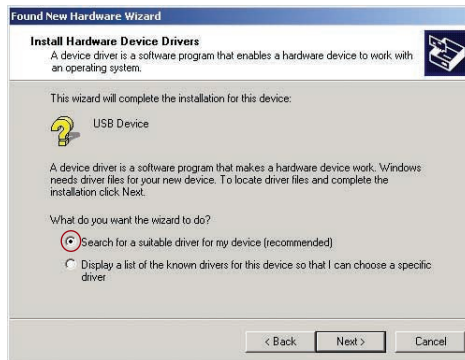 Found New Hardware Wizard
Install Hardware Device Drivers
A device driver is a software program that enables a hardware device to work with
an operating system.
This wizard will complete the installation for this device:
USB Device
A device driver is a software program that makes a hardware device work. Windows
needs driver files for your new device. To locate driver files and complete the
installation click Next.
What do you want the wizard to do?
Search for a suitable driver for my device (recommended)
Display a list of the known drivers for this device so that I can choose a specific
driver
< Back Next > Cancel